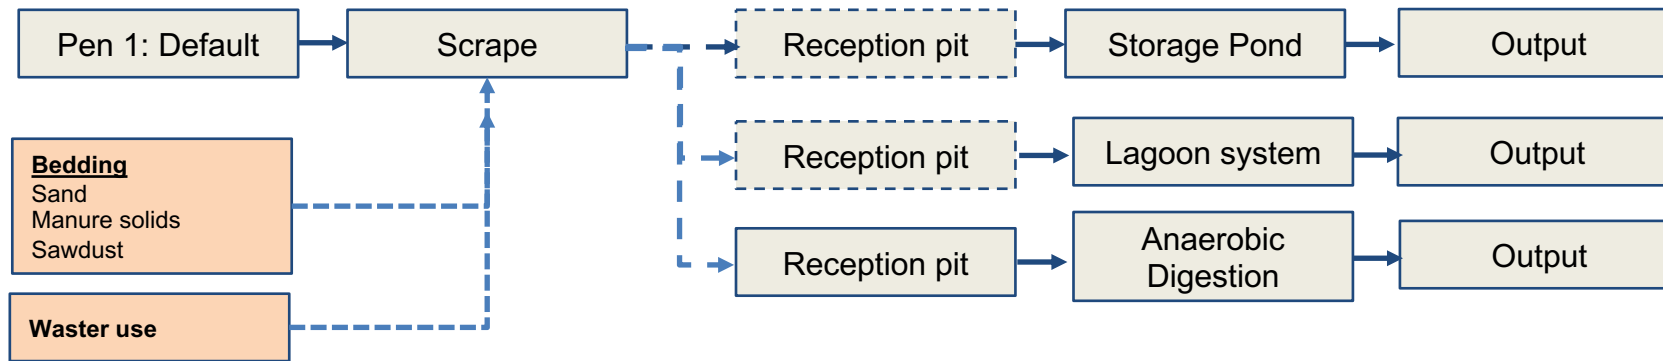 Pen 1: Default
Scrape
Reception pit
Storage Pond
Output
Bedding
Sand
Manure solids
Sawdust
Reception pit
Lagoon system
Output
Reception pit
Anaerobic
Digestion
Output
Waster use